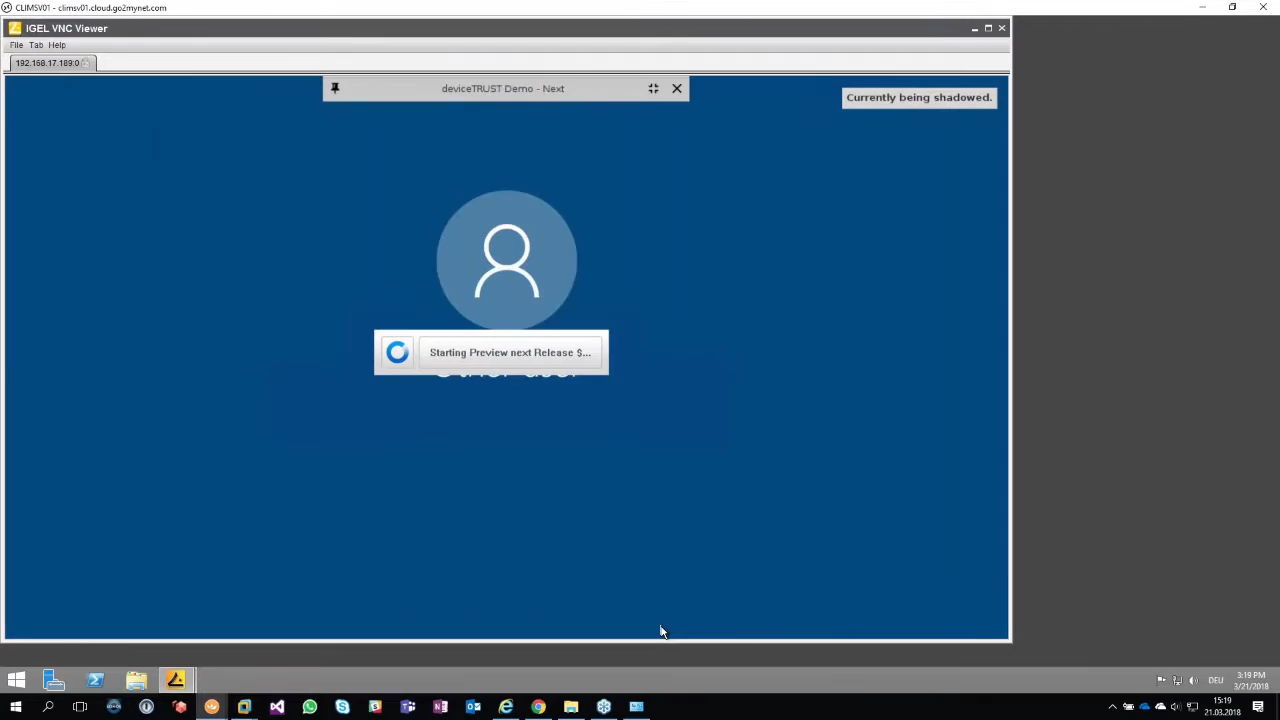 CLIMSV01 - climsv01.cloud.go2mynet.com
IGEL VNC Viewer
File Tab Help
192.168.17.189:0
deviceTRUST Demo - Next
Currently being shadowed.
Starting Preview next Release $...
DEU
3:19 PM
3/21/2018
15:19
21.03.2018